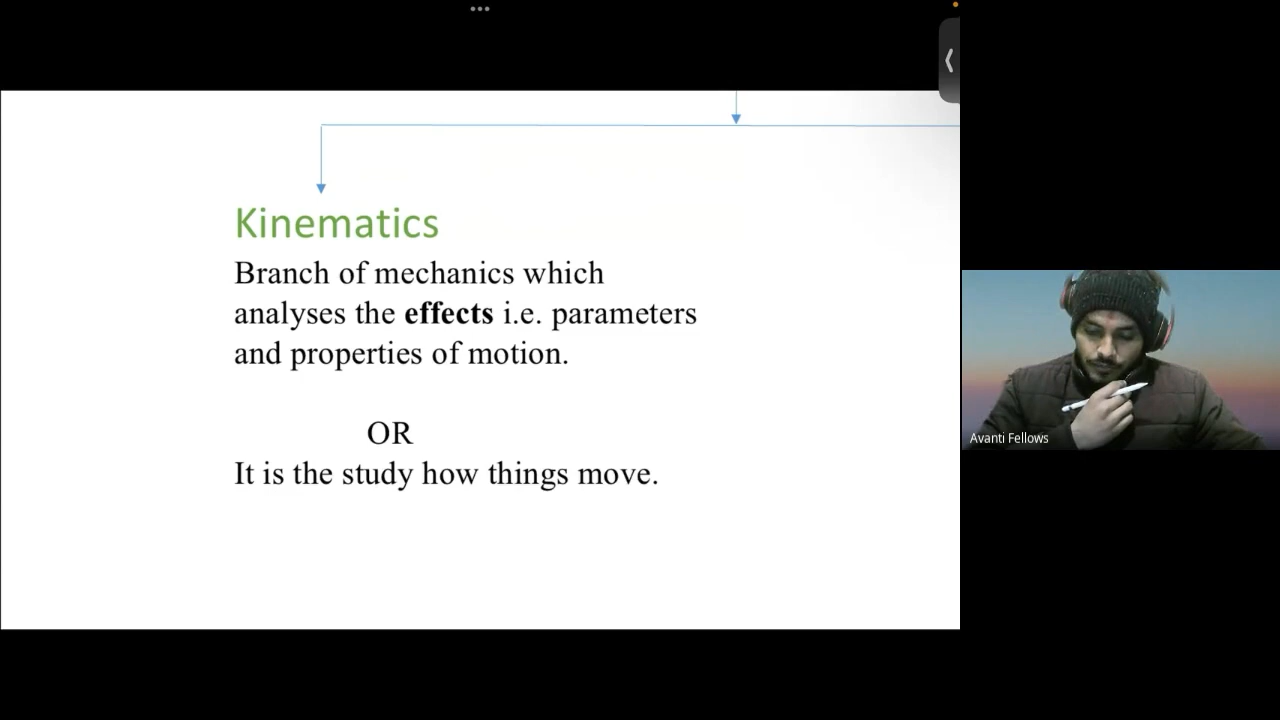 Kinematics
Branch of mechanics which
analyses the effects i.e. parameters
and properties of motion.
OR
It is the study how things move.
Avanti Fellows